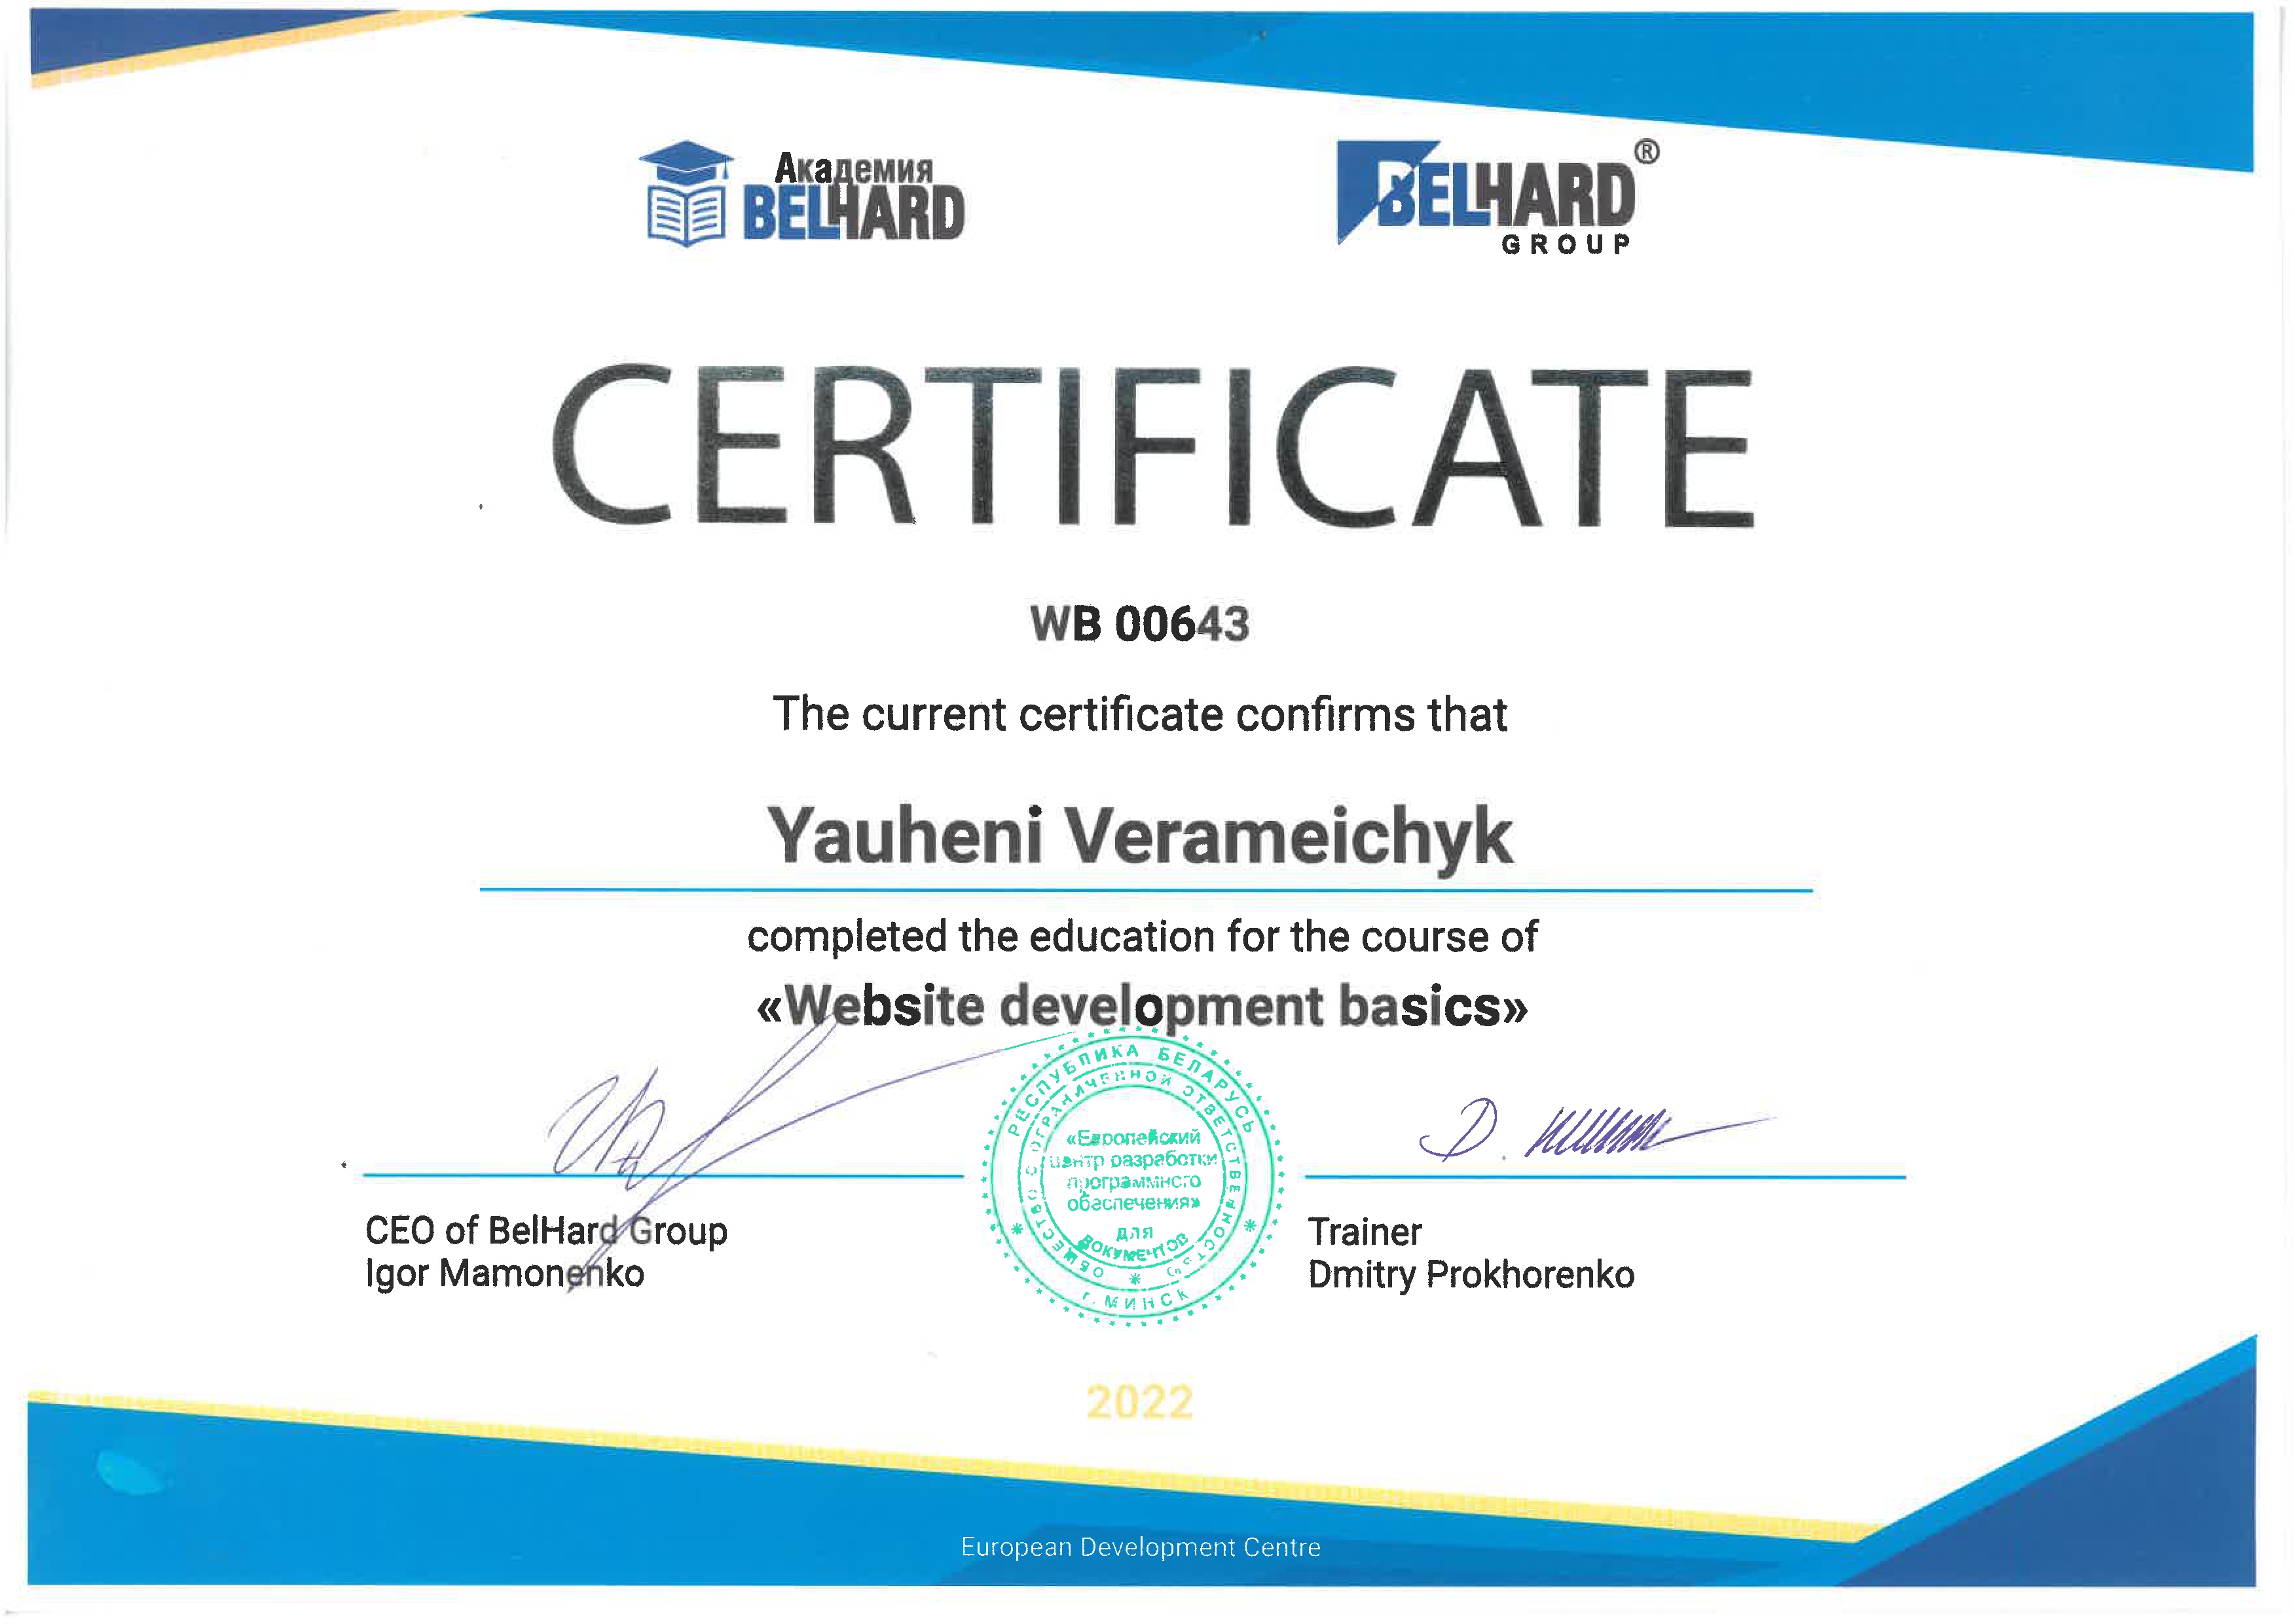 Академия
BELHARD
BELHARD®
GROUP
CERTIFICATE
WB 00643
The current certificate confirms that
Yauheni Verameichyk
completed the education for the course of
«Website development basics»
РЕСПУБЛИКА БЕЛАРУСЬ
ОБЩЕСТВО С ОГРАНИЧЕННОЙ ОТВЕТСТВЕННОСТЬЮ
«Европейский
центр разработки
программного
обеспечения»
ДЛЯ
ДОКУМЕНТОВ
г. МИНСК
CEO of BelHard Group
Igor Mamonenko
Trainer
Dmitry Prokhorenko
2022
European Development Centre